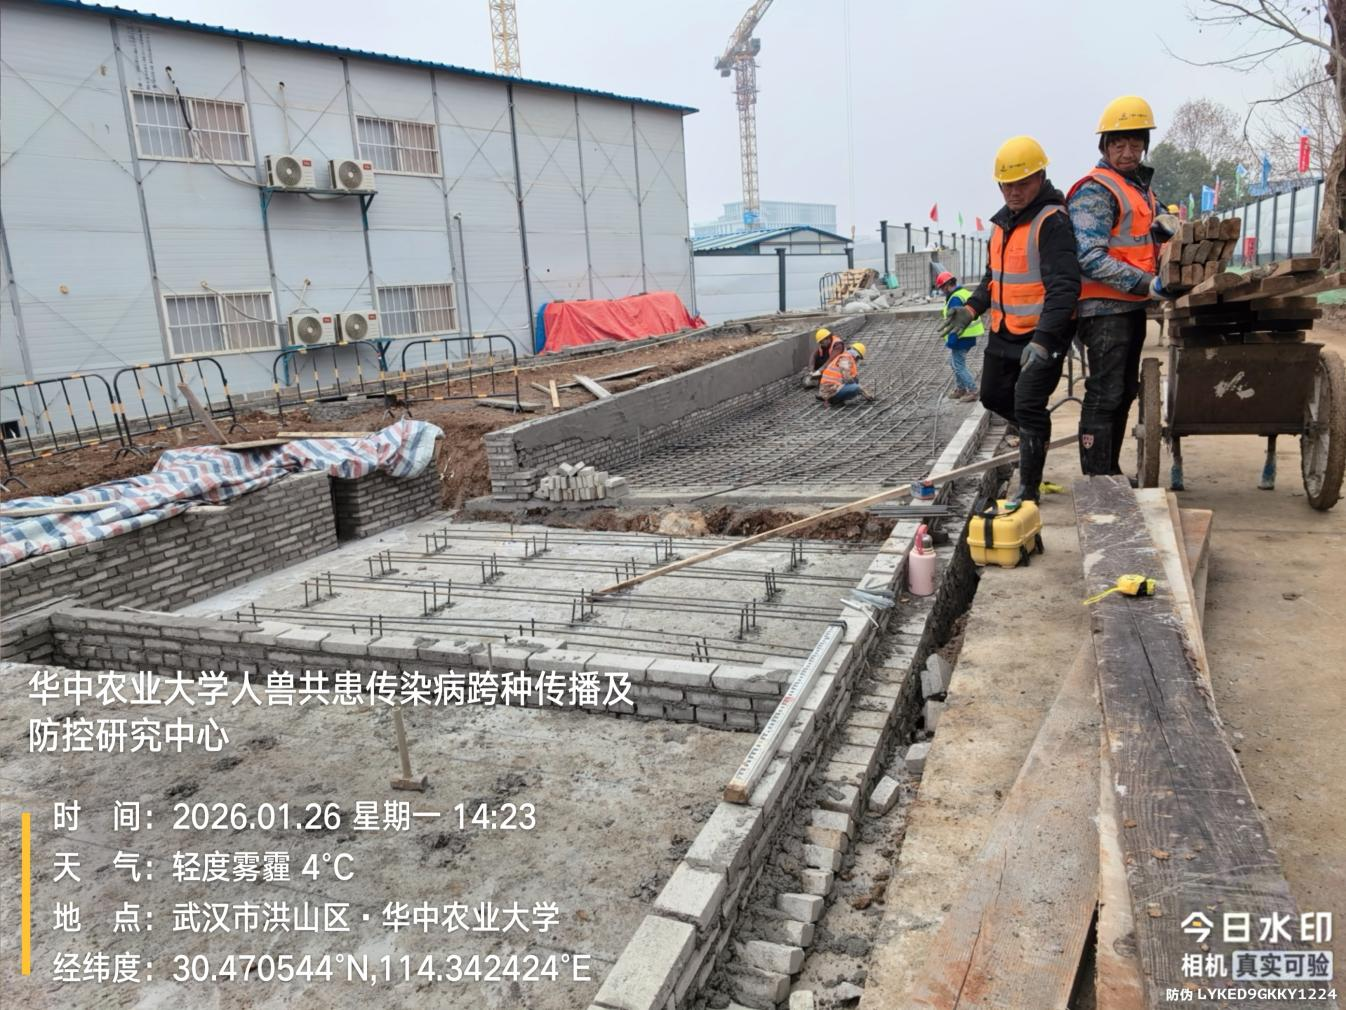 华中农业大学人兽共患传染病跨种传播及
防控研究中心
时 间：2026.01.26 星期一 14:23
天 气：轻度雾霾 4°C
地 点：武汉市洪山区·华中农业大学
经纬度：30.470544°N,114.342424°E
今日水印
相机 真实可验
防伪 LYKED9GKKY1224